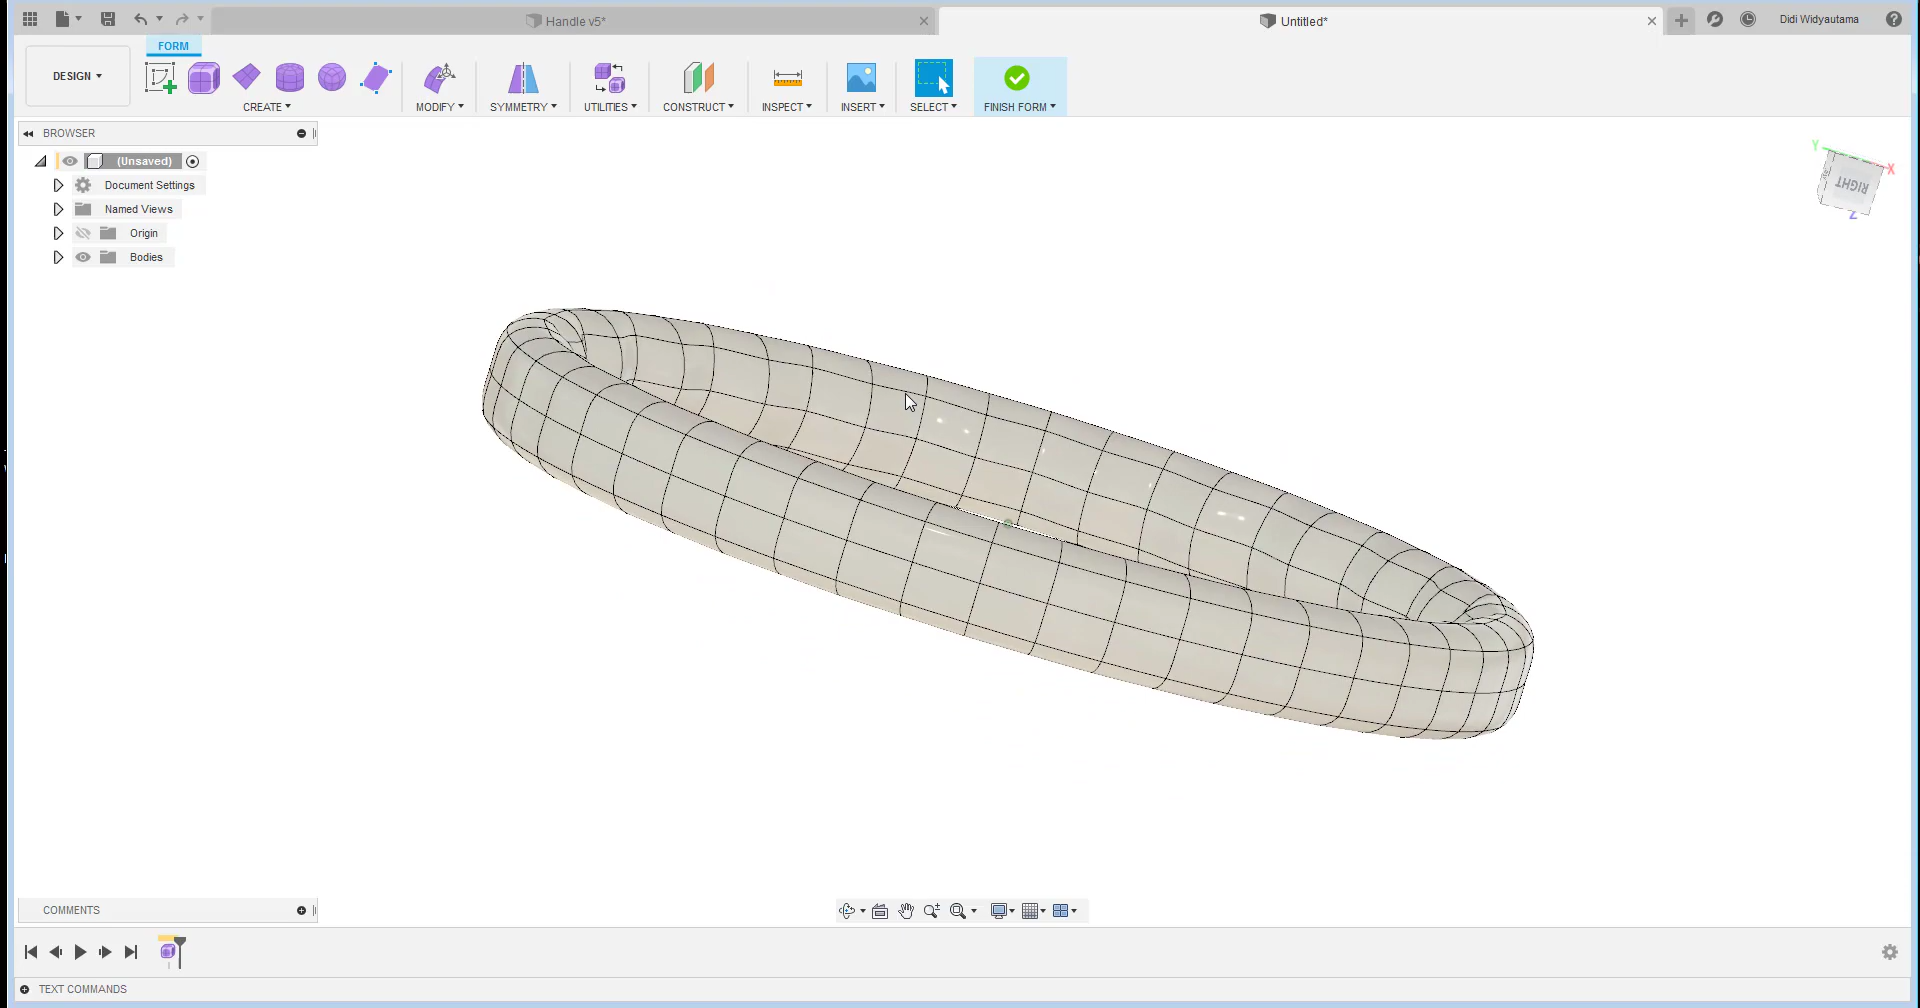 Handle v5*
Untitled*
Didi Widyautama
FORM
DESIGN
CREATE
MODIFY
SYMMETRY
UTILITIES
CONSTRUCT
INSPECT
INSERT
SELECT
FINISH FORM
BROWSER
(Unsaved)
Document Settings
Named Views
Origin
Bodies
Y
X
RIGHT
Z
COMMENTS
TEXT COMMANDS